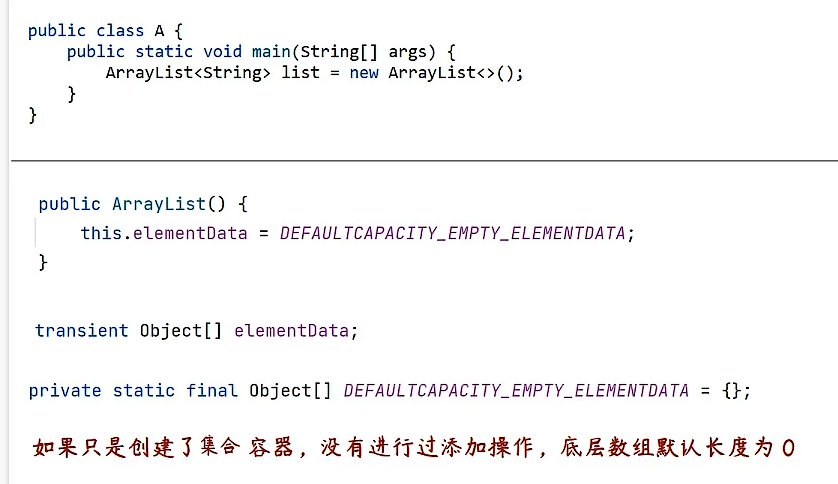 public class A {
public static void main(String[] args) {
ArrayList<String> list = new ArrayList<>();
}
}
public ArrayList() {
this.elementData = DEFAULTCAPACITY_EMPTY_ELEMENTDATA;
}
transient Object[] elementData;
private static final Object[] DEFAULTCAPACITY_EMPTY_ELEMENTDATA = {};
如果只是创建了集合 容器，没有进行过添加操作，底层数组默认长度为 0